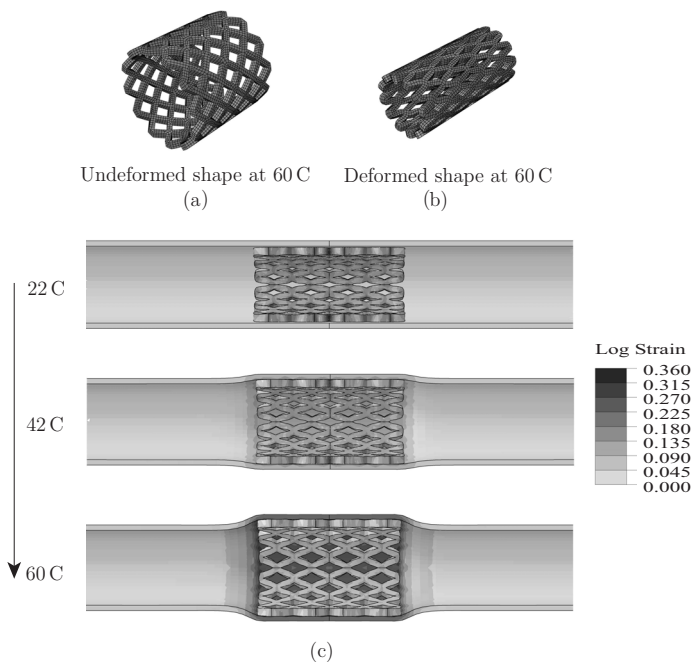 Undeformed shape at 60 C
(a)
Deformed shape at 60 C
(b)
22 C
42 C
60 C
Log Strain
0.360
0.315
0.270
0.225
0.180
0.135
0.090
0.045
0.000
(c)